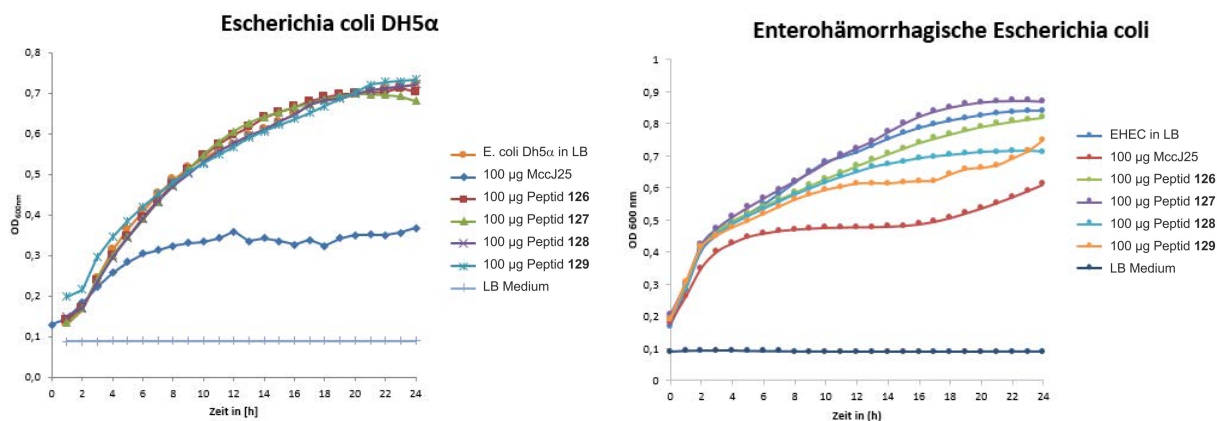 Escherichia coli DH5α
0,8
0,7
0,6
0,5
0,4
0,3
0,2
0,1
0,0
OD600nm
0 2 4 6 8 10 12 14 16 18 20 22 24
Zeit in [h]
E. coli Dh5α in LB
100 µg MccJ25
100 µg Peptid 126
100 µg Peptid 127
100 µg Peptid 128
100 µg Peptid 129
LB Medium
Enterohämorrhagische Escherichia coli
1
0,9
0,8
0,7
0,6
0,5
0,4
0,3
0,2
0,1
0
OD 600 nm
0 2 4 6 8 10 12 14 16 18 20 22 24
Zeit in (h)
EHEC in LB
100 µg MccJ25
100 µg Peptid 126
100 µg Peptid 127
100 µg Peptid 128
100 µg Peptid 129
LB Medium